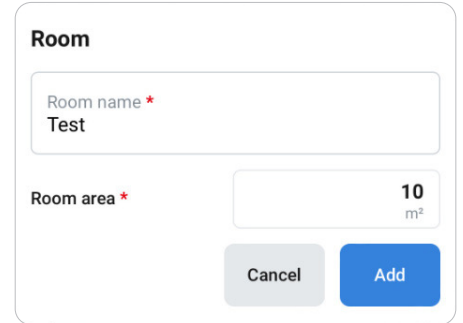 Room
Room name *
Test
Room area *
10
m²
Cancel
Add